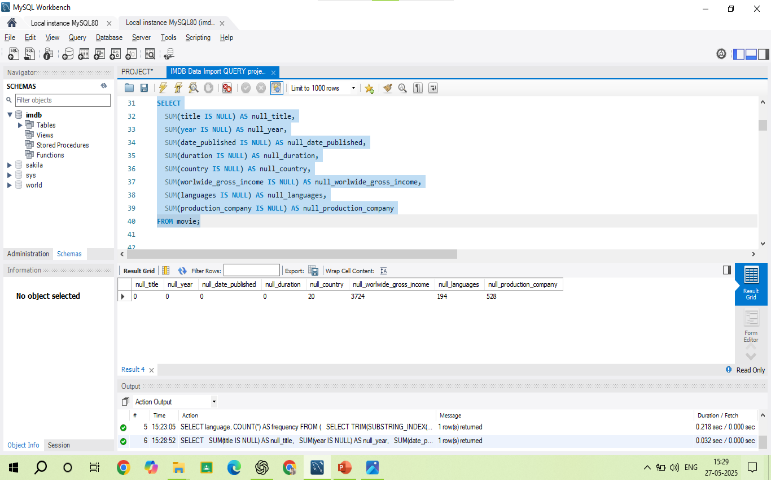 MySQL Workbench
Local instance MySQL80 × Local instance MySQL80 (imd... ×
File Edit View Query Database Server Tools Scripting Help
Navigator
PROJECT* IMDB Data Import QUERY proje... ×
SCHEMAS
Filter objects
Limit to 1000 rows
imdb
Tables
Views
Stored Procedures
Functions
sakila
sys
world
31 SELECT
32 SUM(title IS NULL) AS null_title,
33 SUM(year IS NULL) AS null_year,
34 SUM(date_published IS NULL) AS null_date_published,
35 SUM(duration IS NULL) AS null_duration,
36 SUM(country IS NULL) AS null_country,
37 SUM(worlwide_gross_income IS NULL) AS null_worlwide_gross_income,
38 SUM(languages IS NULL) AS null_languages,
39 SUM(production_company IS NULL) AS null_production_company
40 FROM movie;
41
42
Administration Schemas
Information
No object selected
Result Grid Filter Rows: Export: Wrap Cell Content:
null_title null_year null_date_published null_duration null_country null_worlwide_gross_income null_languages null_production_company
0 0 0 0 20 3724 194 528
Result Grid
Form Editor
Result 4 ×
Read Only
Output
Action Output
# Time Action Message Duration / Fetch
5 15:23:05 SELECT language, COUNT(*) AS frequency FROM ( SELECT TRIM(SUBSTRING_INDEX(... 1 row(s) returned 0.218 sec / 0.000 sec
6 15:28:52 SELECT SUM(title IS NULL) AS null_title, SUM(year IS NULL) AS null_year, SUM(date_p... 1 row(s) returned 0.032 sec / 0.000 sec
Object Info Session
ENG
15:29
27-05-2025